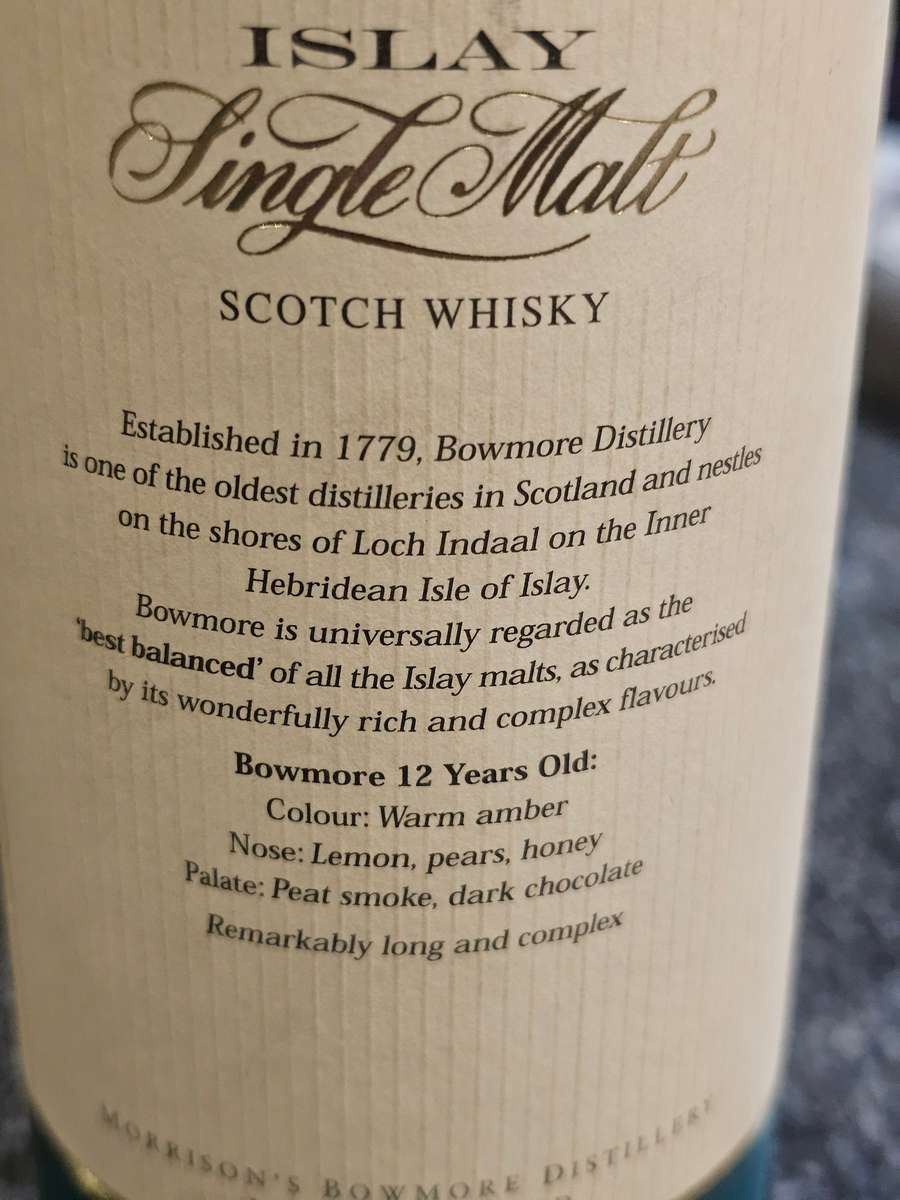 ISLAY
Single Malt
SCOTCH WHISKY
Established in 1779, Bowmore Distillery
is one of the oldest distilleries in Scotland and nestles
on the shores of Loch Indaal on the Inner
Hebridean Isle of Islay.
Bowmore is universally regarded as the
'best balanced' of all the Islay malts, as characterised
by its wonderfully rich and complex flavours.
Bowmore 12 Years Old:
Colour: Warm amber
Nose: Lemon, pears, honey
Palate: Peat smoke, dark chocolate
Remarkably long and complex
MORRISON'S BOWMORE DISTILLERY